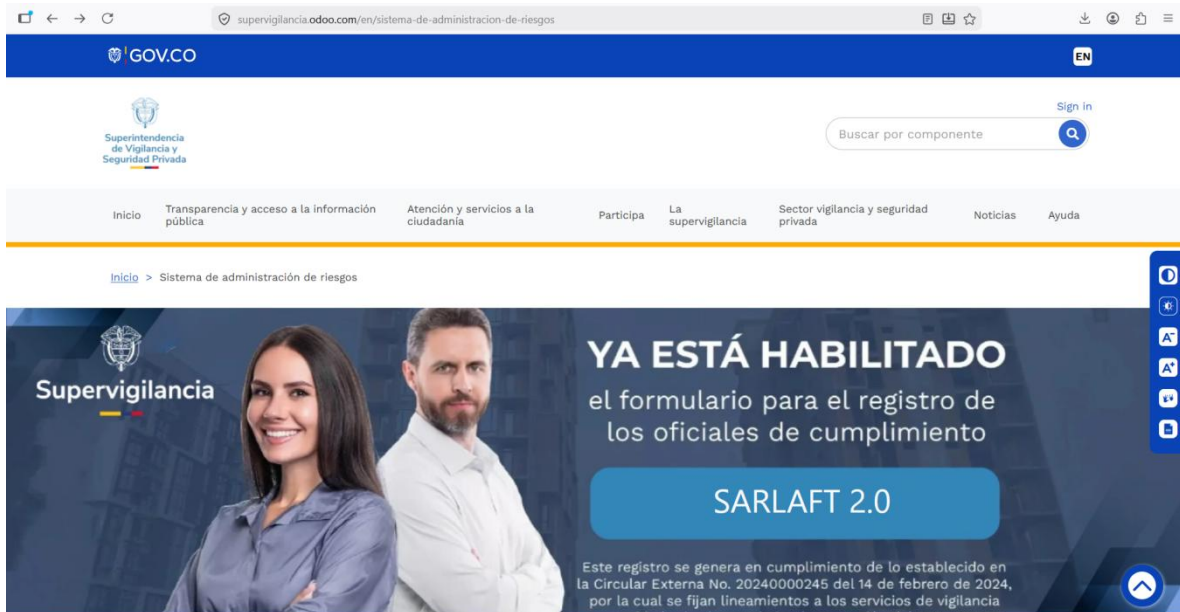 supervigilancia.odoo.com/en/sistema-de-administracion-de-riesgos
GOV.CO
EN
Superintendencia
de Vigilancia y
Seguridad Privada
Sign in
Buscar por componente
Inicio
Transparencia y acceso a la información
pública
Atención y servicios a la
ciudadanía
Participa
La
supervigilancia
Sector vigilancia y seguridad
privada
Noticias
Ayuda
Inicio > Sistema de administración de riesgos
Supervigilancia
YA ESTÁ HABILITADO
el formulario para el registro de
los oficiales de cumplimiento
SARLAFT 2.0
Este registro se genera en cumplimiento de lo establecido en
la Circular Externa No. 20240000245 del 14 de febrero de 2024,
por la cual se fijan lineamientos a los servicios de vigilancia
A-
A+